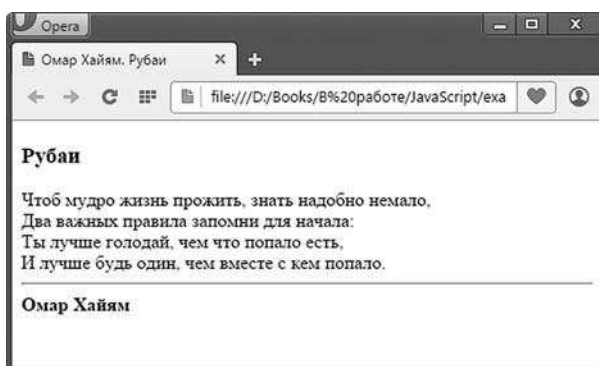 Opera
Омар Хайям. Рубаи
file:///D:/Books/В%20работе/JavaScript/exa
Рубаи
Чтоб мудро жизнь прожить, знать надобно немало,
Два важных правила запомни для начала:
Ты лучше голодай, чем что попало есть,
И лучше будь один, чем вместе с кем попало.
Омар Хайям